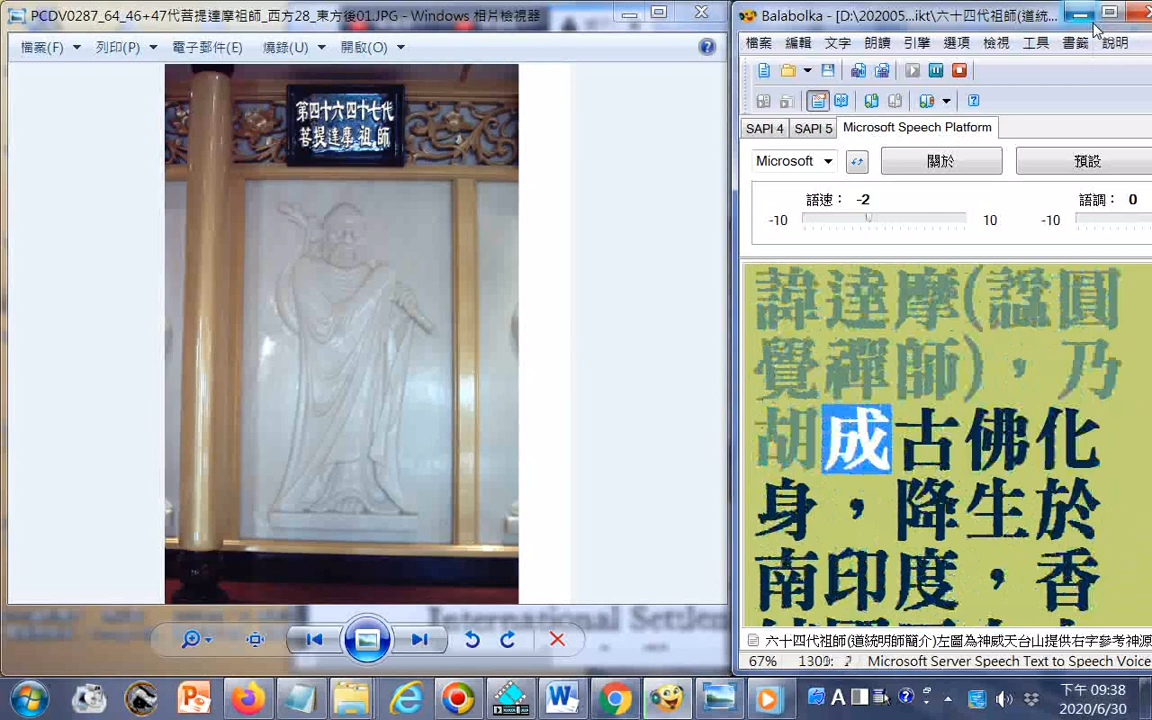 PCDV0287_64_46+47代菩提達摩祖師_西方28_東方後01.JPG - Windows 相片檢視器
檔案(F) 列印(P) 電子郵件(E) 燒錄(U) 開啟(O)
第四十六四十七代
菩提達摩祖師
International Settlem
Balabolka - [D:\202005...ikt\六十四代祖師(道統...
檔案 編輯 文字 朗讀 引擎 選項 檢視 工具 書籤 說明
SAPI 4 SAPI 5 Microsoft Speech Platform
Microsoft 關於 預設
語速： -2 語調： 0
-10 10 -10
諱達摩(諡圓
覺禪師)，乃
胡成古佛化
身，降生於
南印度，香
六十四代祖師(道統明師簡介)左圖為神威天台山提供右字參考神源
67% 1309: Microsoft Server Speech Text to Speech Voice
下午 09:38
2020/6/30